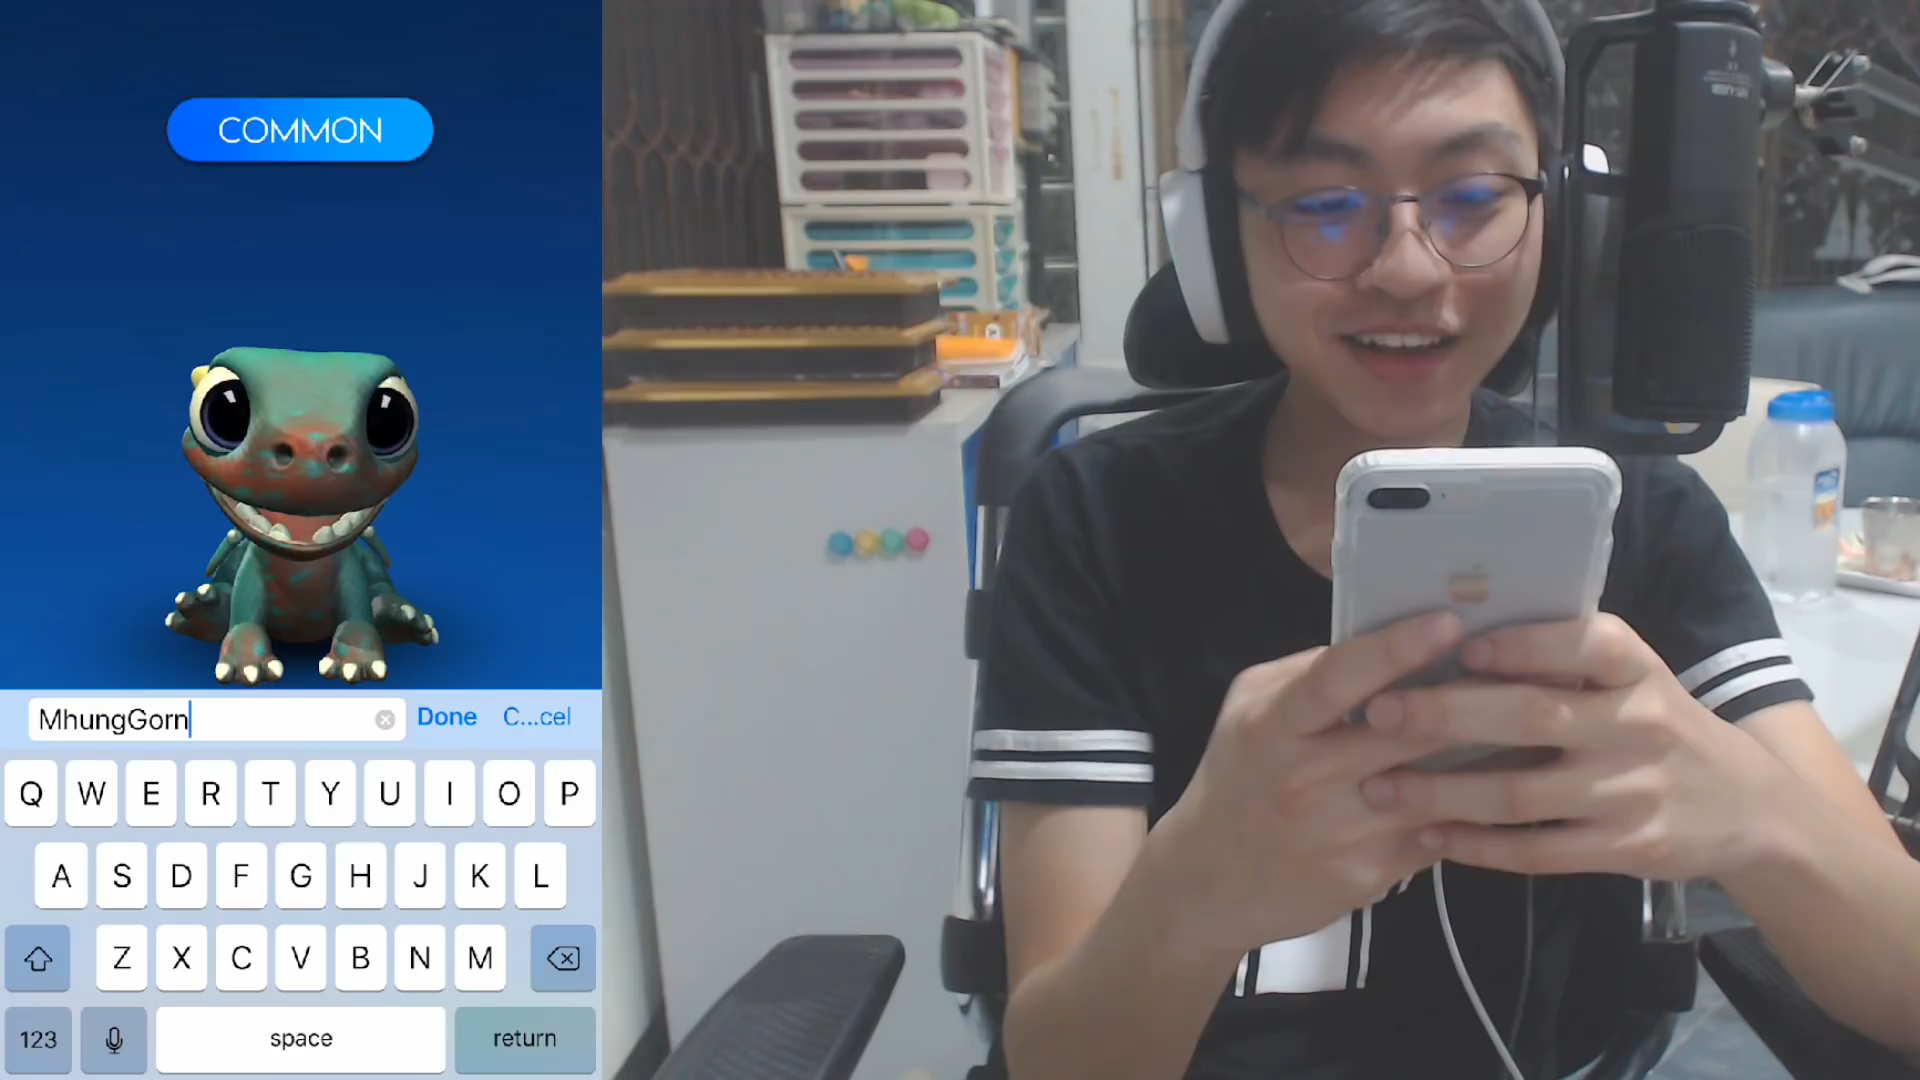 COMMON
MhungGorn Done C...cel
Q W E R T Y U I O P
A S D F G H J K L
Z X C V B N M
123 space return